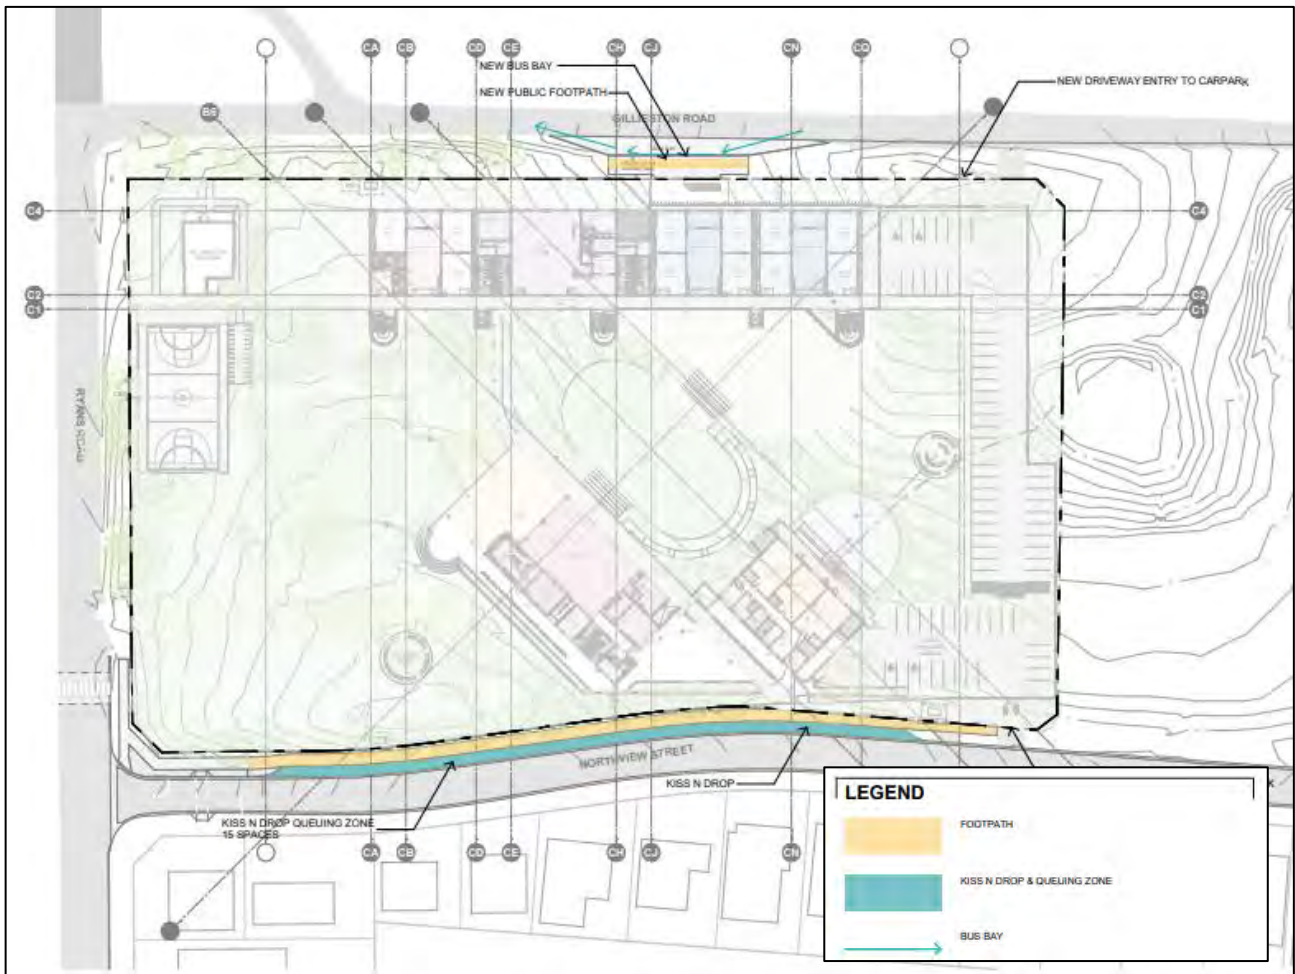 CA CB CD CE CH CJ CN CQ
NEW BUS BAY
NEW DRIVEWAY ENTRY TO CARPARK
NEW PUBLIC FOOTPATH
B6
GILLIESTON ROAD
C4 C4
C2 C2
C1 C1
RYANS ROAD
NORTHVIEW STREET
KISS N DROP
KISS N DROP QUEUING ZONE
15 SPACES
CA CB CD CE CH CJ CN
LEGEND
FOOTPATH
KISS N DROP & QUEUING ZONE
BUS BAY